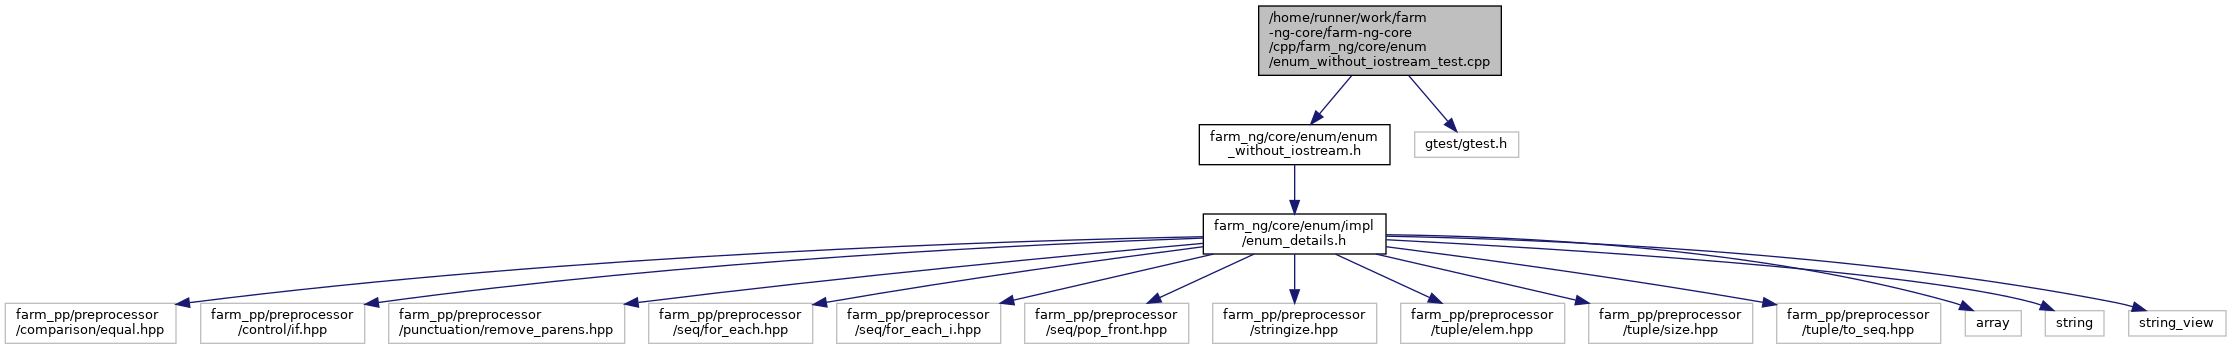 /home/runner/work/farm
-ng-core/farm-ng-core
/cpp/farm_ng/core/enum
/enum_without_iostream_test.cpp
farm_ng/core/enum/enum
_without_iostream.h
gtest/gtest.h
farm_ng/core/enum/impl
/enum_details.h
farm_pp/preprocessor
/comparison/equal.hpp
farm_pp/preprocessor
/control/if.hpp
farm_pp/preprocessor
/punctuation/remove_parens.hpp
farm_pp/preprocessor
/seq/for_each.hpp
farm_pp/preprocessor
/seq/for_each_i.hpp
farm_pp/preprocessor
/seq/pop_front.hpp
farm_pp/preprocessor
/stringize.hpp
farm_pp/preprocessor
/tuple/elem.hpp
farm_pp/preprocessor
/tuple/size.hpp
farm_pp/preprocessor
/tuple/to_seq.hpp
array
string
string_view